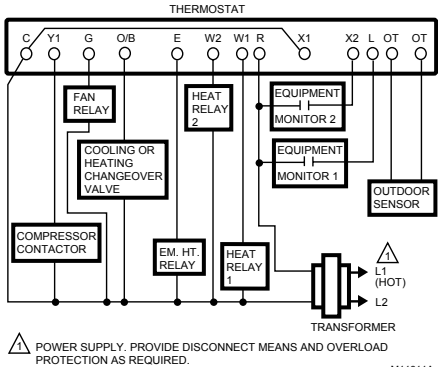 THERMOSTAT
C Y1 G O/B E W2 W1 R X1 X2 L OT OT
FAN
RELAY
HEAT
RELAY
2
EQUIPMENT
MONITOR 2
COOLING OR
HEATING
CHANGEOVER
VALVE
EQUIPMENT
MONITOR 1
OUTDOOR
SENSOR
COMPRESSOR
CONTACTOR
EM. HT.
RELAY
HEAT
RELAY
1
1
L1
(HOT)
L2
TRANSFORMER
1 POWER SUPPLY. PROVIDE DISCONNECT MEANS AND OVERLOAD
PROTECTION AS REQUIRED.